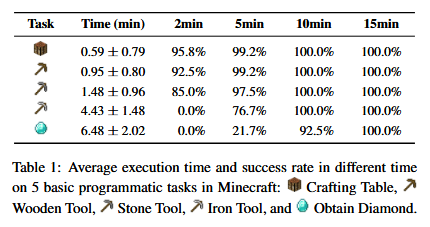 Task Time (min) 2min 5min 10min 15min
0.59 ± 0.79 95.8% 99.2% 100.0% 100.0%
0.95 ± 0.80 92.5% 99.2% 100.0% 100.0%
1.48 ± 0.96 85.0% 97.5% 100.0% 100.0%
4.43 ± 1.48 0.0% 76.7% 100.0% 100.0%
6.48 ± 2.02 0.0% 21.7% 92.5% 100.0%
Table 1: Average execution time and success rate in different time
on 5 basic programmatic tasks in Minecraft: Crafting Table,
Wooden Tool, Stone Tool, Iron Tool, and Obtain Diamond.